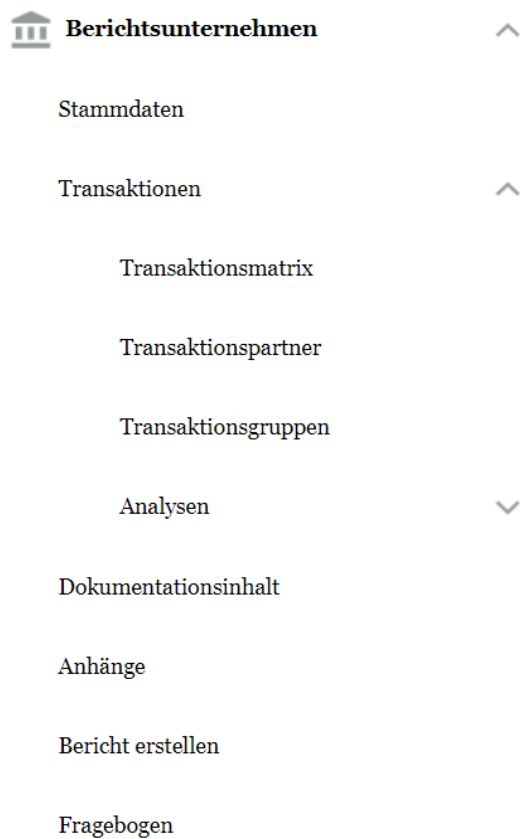 Berichtsunternehmen
Stammdaten
Transaktionen
Transaktionsmatrix
Transaktionspartner
Transaktionsgruppen
Analysen
Dokumentationsinhalt
Anhänge
Bericht erstellen
Fragebogen